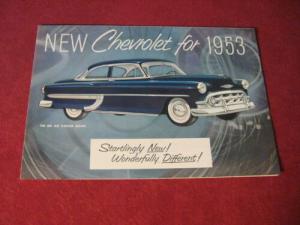 NEW Chevrolet for 1953
Startlingly New!
Wonderfully Different!